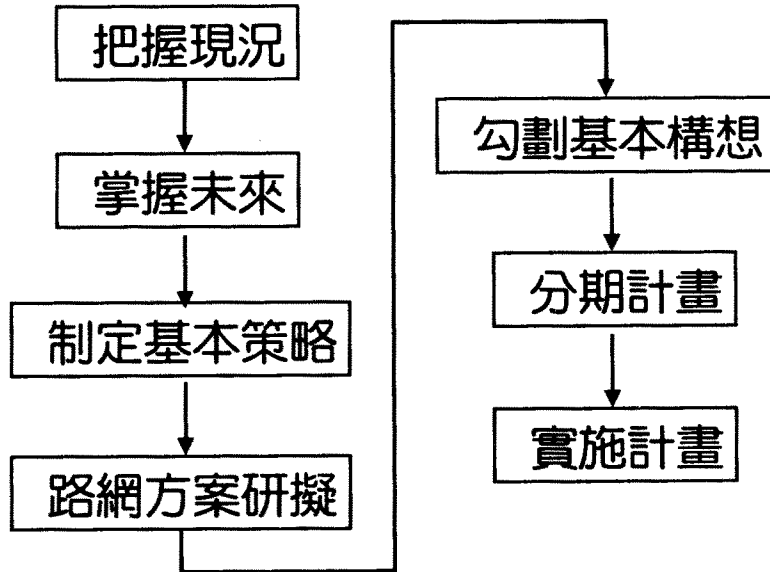 把握現況
掌握未來
制定基本策略
路網方案研擬
勾劃基本構想
分期計畫
實施計畫